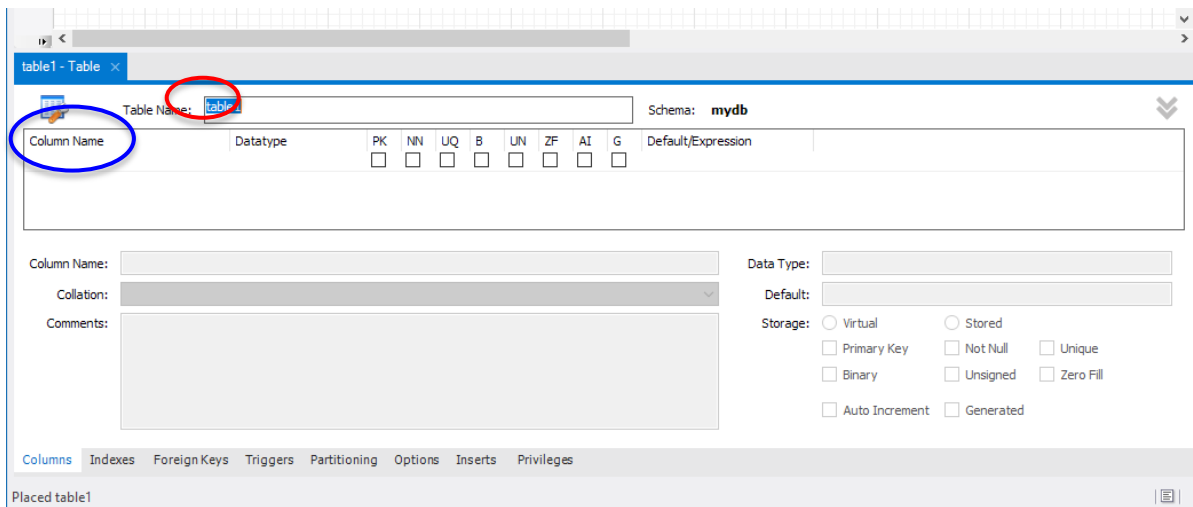 table1 - Table ×
Table Name: table1 Schema: mydb
Column Name Datatype PK NN UQ B UN ZF AI G Default/Expression
Column Name: Data Type:
Collation: Default:
Comments: Storage: Virtual Stored
Primary Key Not Null Unique
Binary Unsigned Zero Fill
Auto Increment Generated
Columns Indexes Foreign Keys Triggers Partitioning Options Inserts Privileges
Placed table1